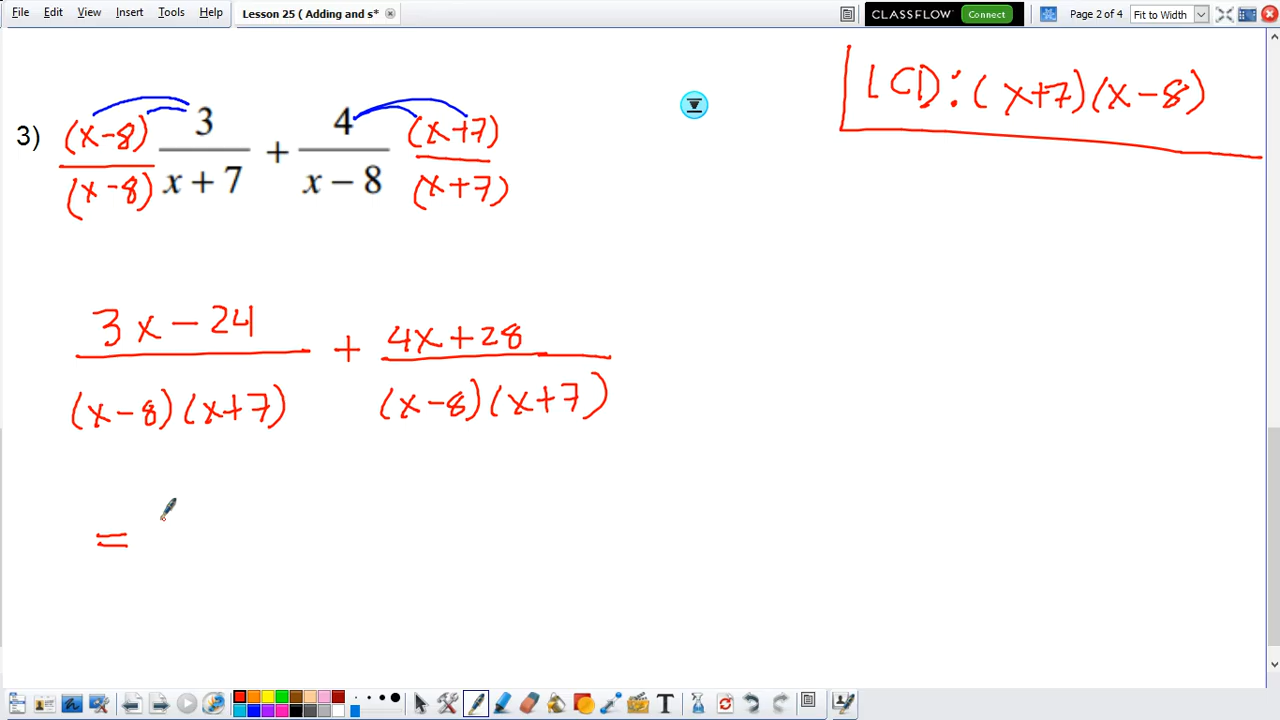 File Edit View Insert Tools Help Lesson 25 ( Adding and s* CLASSFLOW Connect Page 2 of 4 Fit to Width
LCD: (x+7)(x-8)
3) (x-8)/(x-8) 3/(x + 7) + 4/(x - 8) (x+7)/(x+7)
(3x-24)/((x-8)(x+7)) + (4x+28)/((x-8)(x+7))
=
T